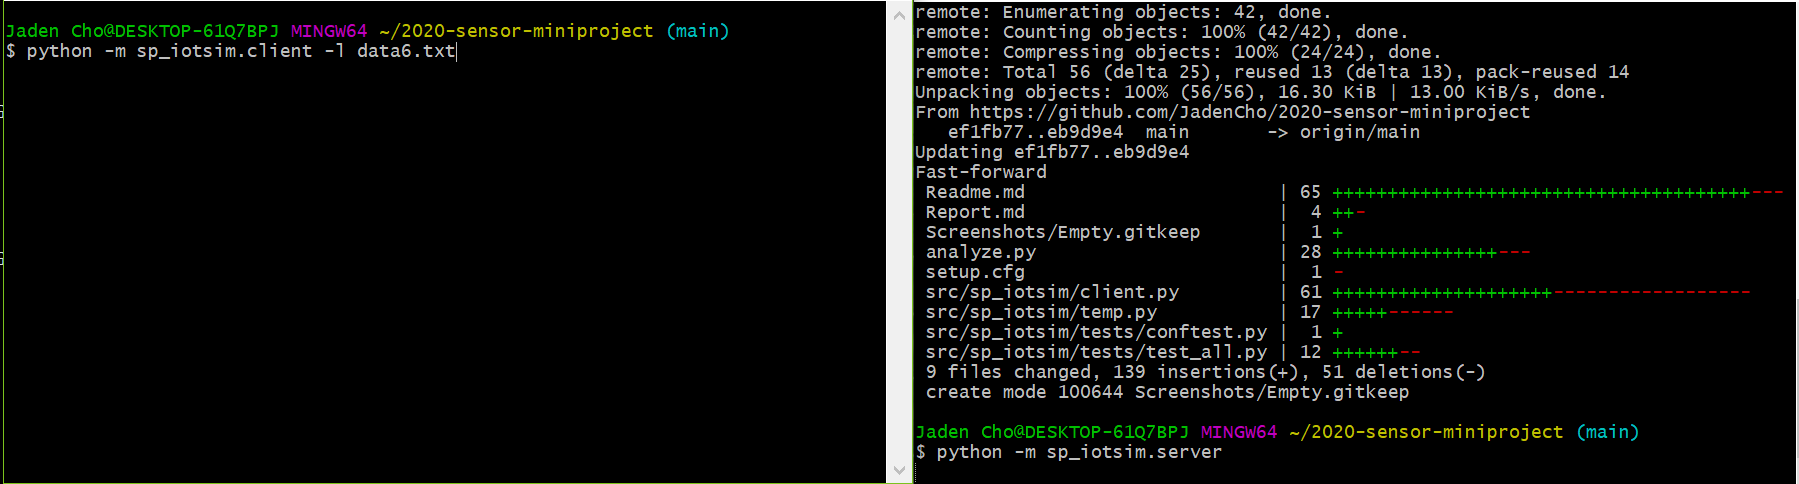 Jaden Cho@DESKTOP-61Q7BPJ MINGW64 ~/2020-sensor-miniproject (main)
$ python -m sp_iotsim.client -l data6.txt
remote: Enumerating objects: 42, done.
remote: Counting objects: 100% (42/42), done.
remote: Compressing objects: 100% (24/24), done.
remote: Total 56 (delta 25), reused 13 (delta 13), pack-reused 14
Unpacking objects: 100% (56/56), 16.30 KiB | 13.00 KiB/s, done.
From https://github.com/JadenCho/2020-sensor-miniproject
   ef1fb77..eb9d9e4  main       -> origin/main
Updating ef1fb77..eb9d9e4
Fast-forward
 Readme.md                       | 65 ++++++++++++++++++++++++++++++++++++++---
 Report.md                       |  4 ++-
 Screenshots/Empty.gitkeep       |  1 +
 analyze.py                      | 28 +++++++++++++++---
 setup.cfg                       |  1 -
 src/sp_iotsim/client.py         | 61 ++++++++++++++++++++------------------
 src/sp_iotsim/temp.py           | 17 +++++------
 src/sp_iotsim/tests/conftest.py |  1 +
 src/sp_iotsim/tests/test_all.py | 12 ++++++--
 9 files changed, 139 insertions(+), 51 deletions(-)
 create mode 100644 Screenshots/Empty.gitkeep
Jaden Cho@DESKTOP-61Q7BPJ MINGW64 ~/2020-sensor-miniproject (main)
$ python -m sp_iotsim.server